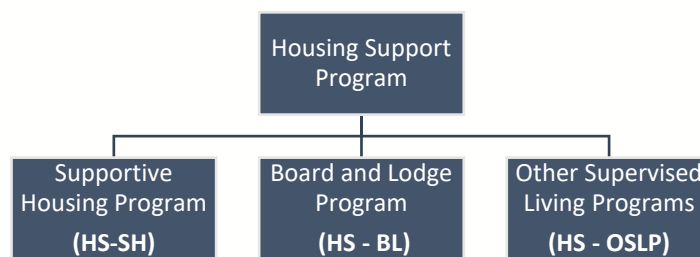 Housing Support
Program
Supportive
Housing Program
(HS-SH)
Board and Lodge
Program
(HS - BL)
Other Supervised
Living Programs
(HS - OSLP)